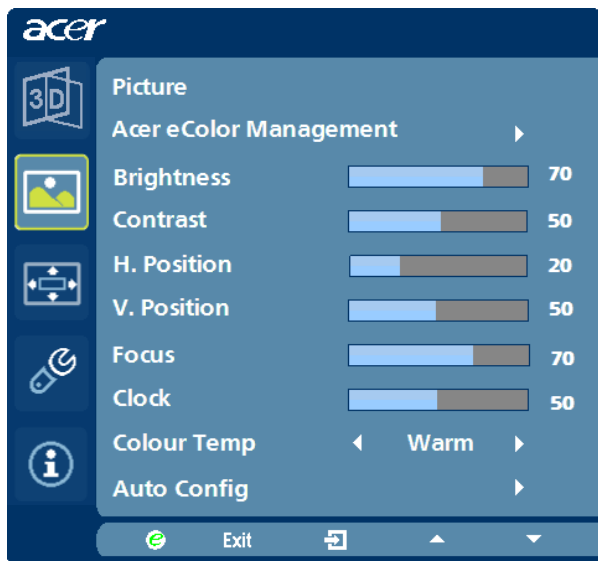 acer
3D
Picture
Acer eColor Management
Brightness 70
Contrast 50
H. Position 20
V. Position 50
Focus 70
Clock 50
Colour Temp Warm
Auto Config
e Exit